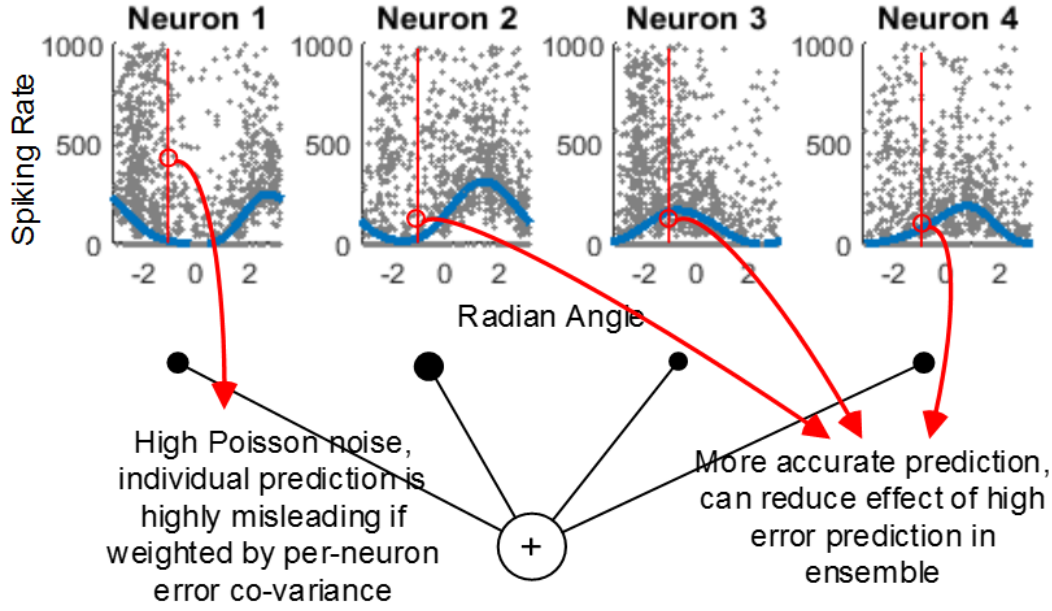 Neuron 1 Neuron 2 Neuron 3 Neuron 4
1000 1000 1000 1000
500 500 500 500
0 0 0 0
Spiking Rate
-2 0 2 -2 0 2 -2 0 2 -2 0 2
Radian Angle
High Poisson noise,
individual prediction is
highly misleading if
weighted by per-neuron
error co-variance
+
More accurate prediction,
can reduce effect of high
error prediction in
ensemble